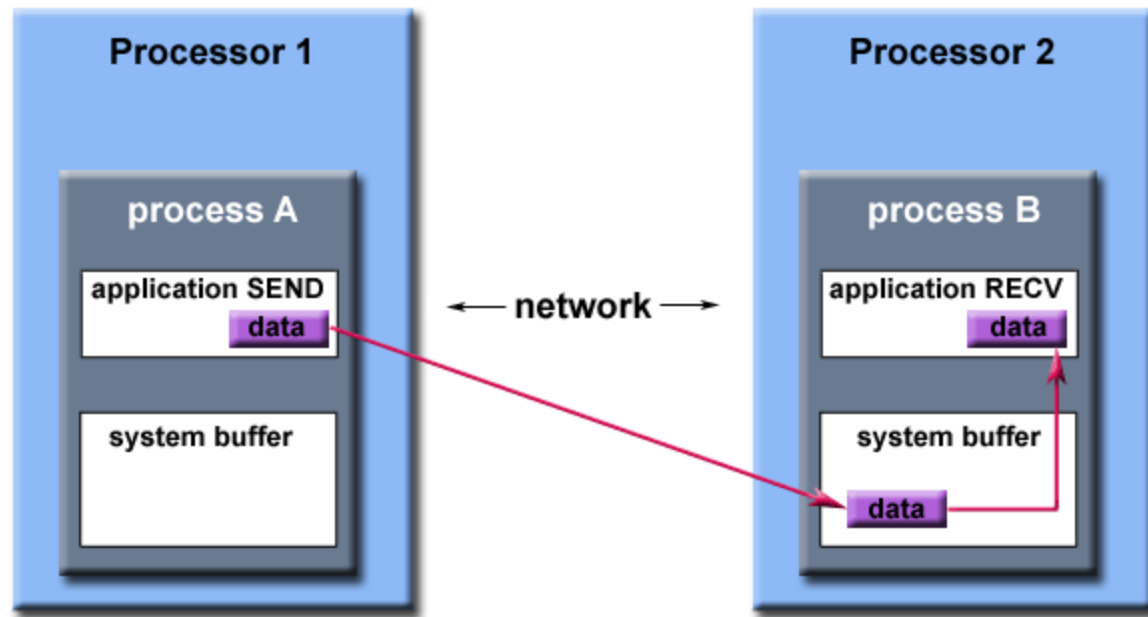 Processor 1
process A
application SEND
data
system buffer
network
Processor 2
process B
application RECV
data
system buffer
data